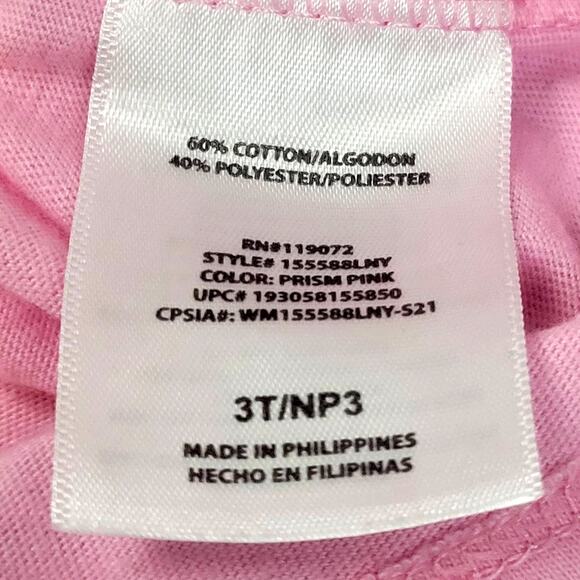 60% COTTON/ALGODON
40% POLYESTER/POLIESTER
RN#119072
STYLE# 155588LNY
COLOR: PRISM PINK
UPC# 193058155850
CPSIA#: WM155588LNY-S21
3T/NP3
MADE IN PHILIPPINES
HECHO EN FILIPINAS